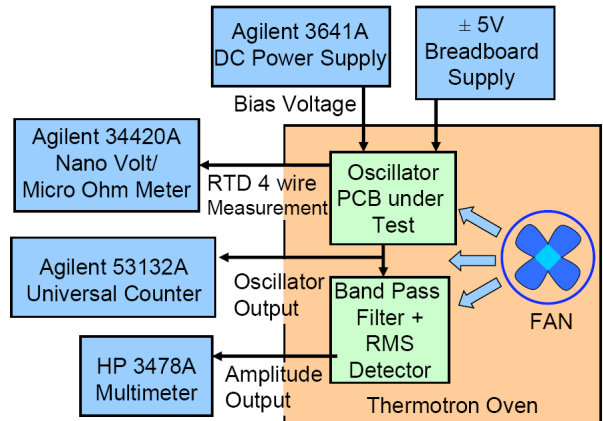 Agilent 3641A
DC Power Supply
± 5V
Breadboard
Supply
Bias Voltage
Agilent 34420A
Nano Volt/
Micro Ohm Meter
RTD 4 wire
Measurement
Oscillator
PCB under
Test
Agilent 53132A
Universal Counter
Oscillator
Output
Band Pass
Filter +
RMS
Detector
FAN
HP 3478A
Multimeter
Amplitude
Output
Thermotron Oven